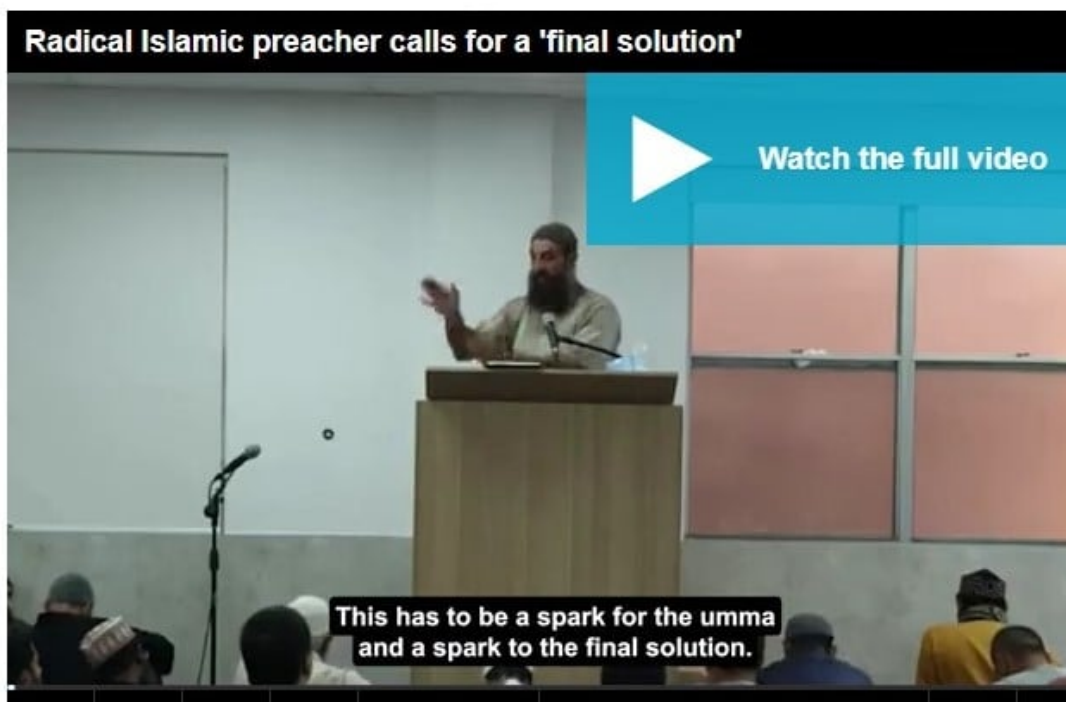 Radical Islamic preacher calls for a 'final solution'
Watch the full video
This has to be a spark for the umma
and a spark to the final solution.